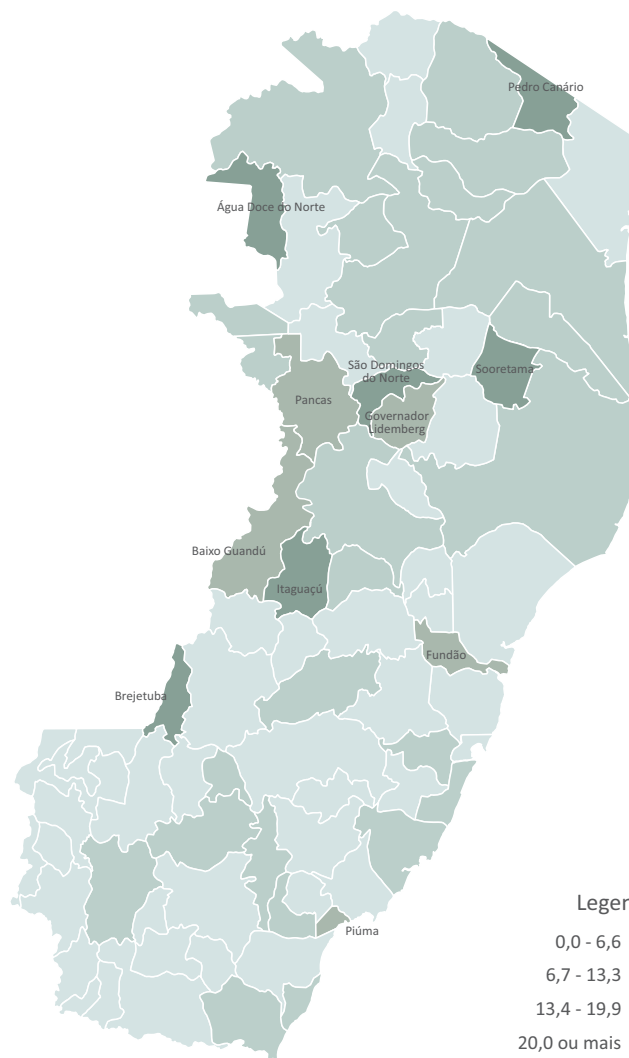 Pedro Canário
Água Doce do Norte
São Domingos
do Norte
Sooretama
Pancas
Governador
Lidemberg
Baixo Guandú
Itaguaçú
Fundão
Brejetuba
Piúma
Leger
0,0 - 6,6
6,7 - 13,3
13,4 - 19,9
20,0 ou mais